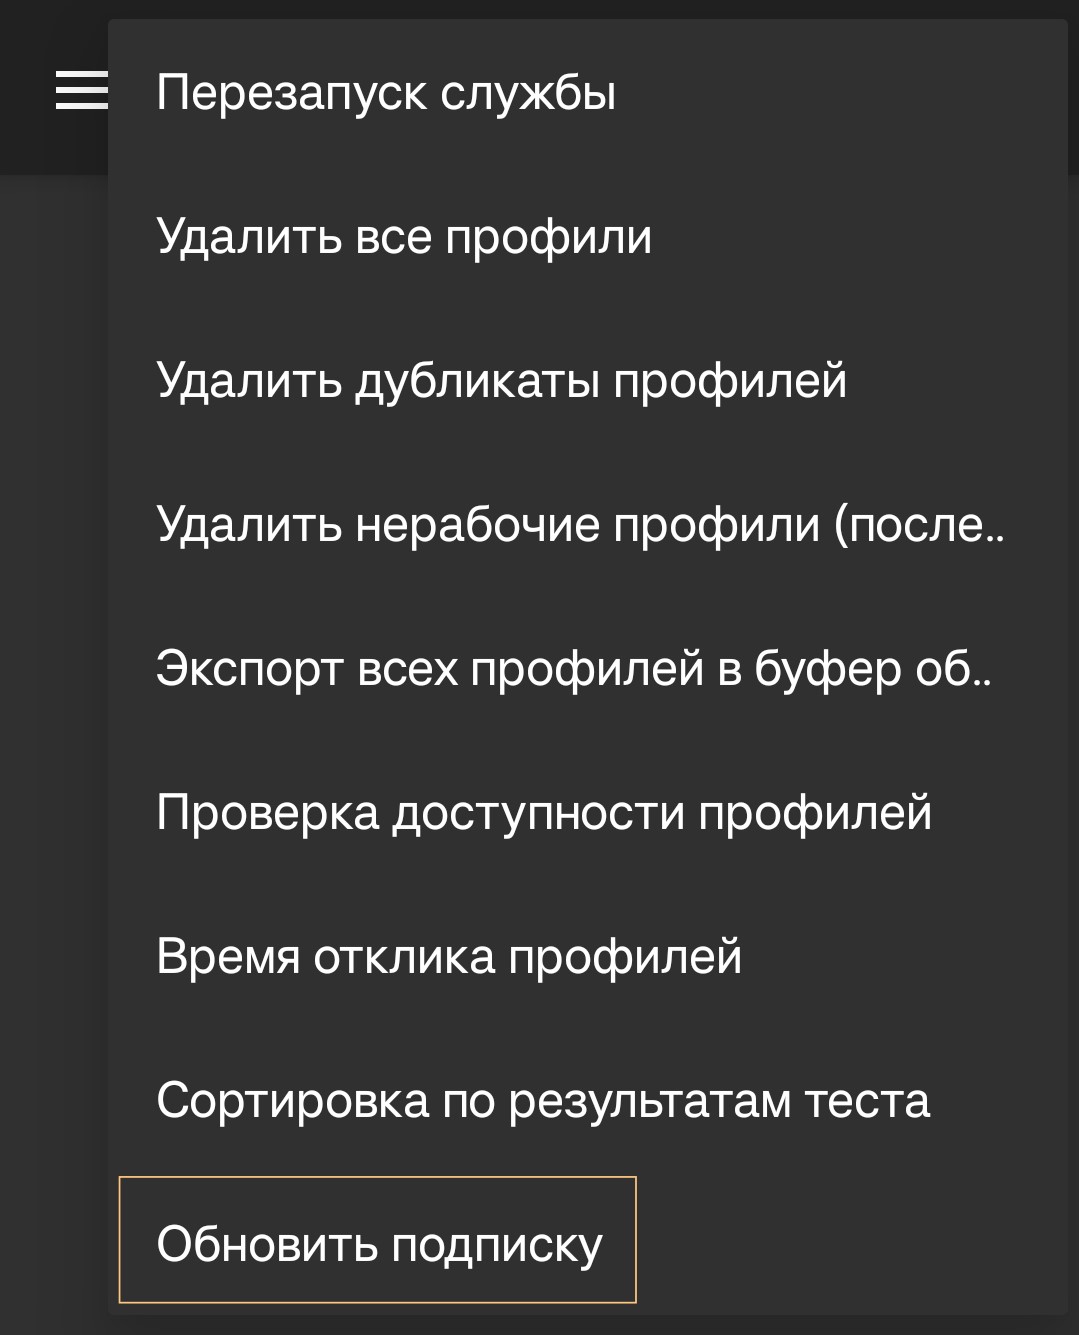 Перезапуск службы
Удалить все профили
Удалить дубликаты профилей
Удалить нерабочие профили (после..
Экспорт всех профилей в буфер об..
Проверка доступности профилей
Время отклика профилей
Сортировка по результатам теста
Обновить подписку